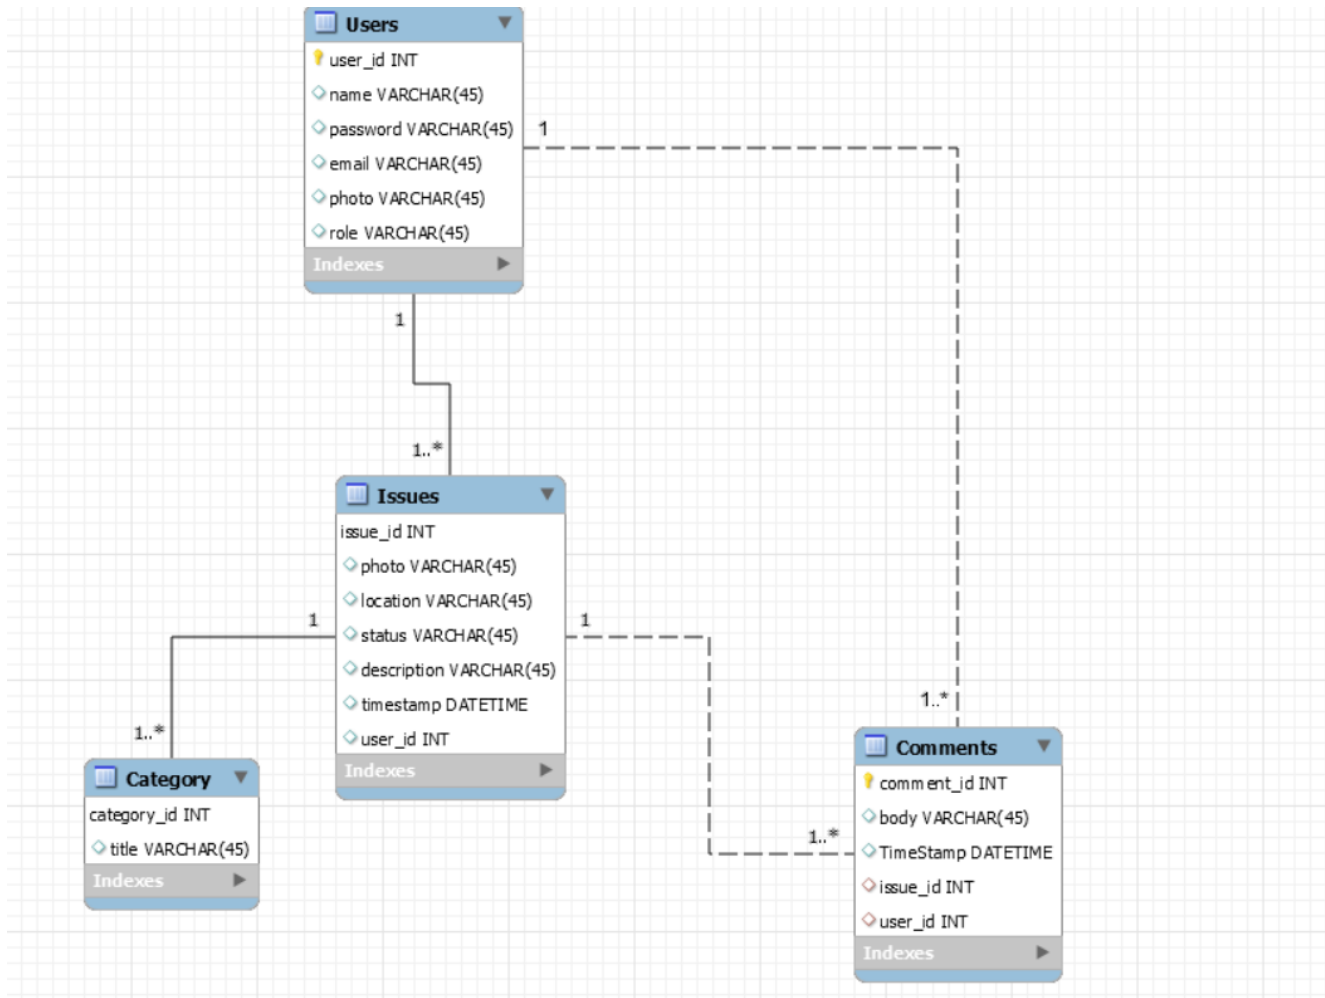 Users
user_id INT
name VARCHAR(45)
password VARCHAR(45)
email VARCHAR(45)
photo VARCHAR(45)
role VARCHAR(45)
Indexes
1
1
1..*
Issues
issue_id INT
photo VARCHAR(45)
location VARCHAR(45)
status VARCHAR(45)
description VARCHAR(45)
timestamp DATETIME
user_id INT
Indexes
1
1
1..*
Category
category_id INT
title VARCHAR(45)
Indexes
1..*
1..*
Comments
comment_id INT
body VARCHAR(45)
TimeStamp DATETIME
issue_id INT
user_id INT
Indexes